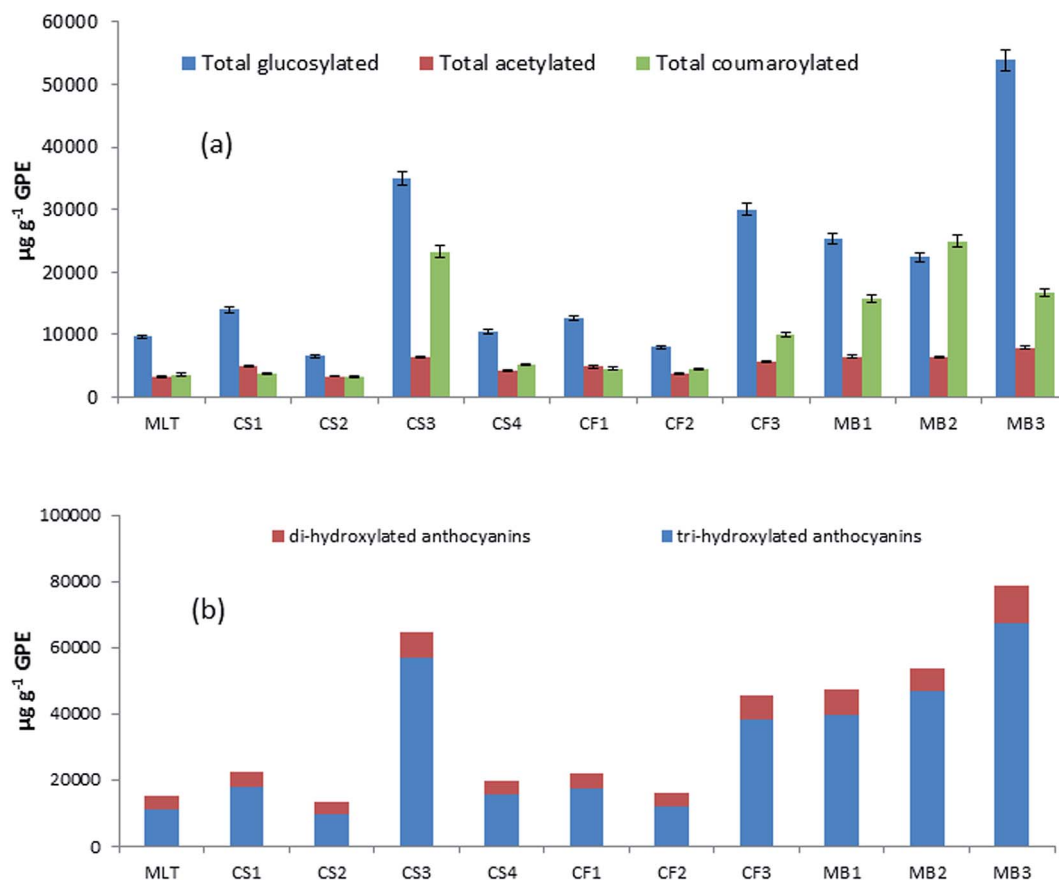 60000
50000
40000
30000
20000
10000
0
µg g⁻¹ GPE
Total glucosylated Total acetylated Total coumaroylated
(a)
MLT CS1 CS2 CS3 CS4 CF1 CF2 CF3 MB1 MB2 MB3
100000
80000
60000
40000
20000
0
µg g⁻¹ GPE
di-hydroxylated anthocyanins tri-hydroxylated anthocyanins
(b)
MLT CS1 CS2 CS3 CS4 CF1 CF2 CF3 MB1 MB2 MB3